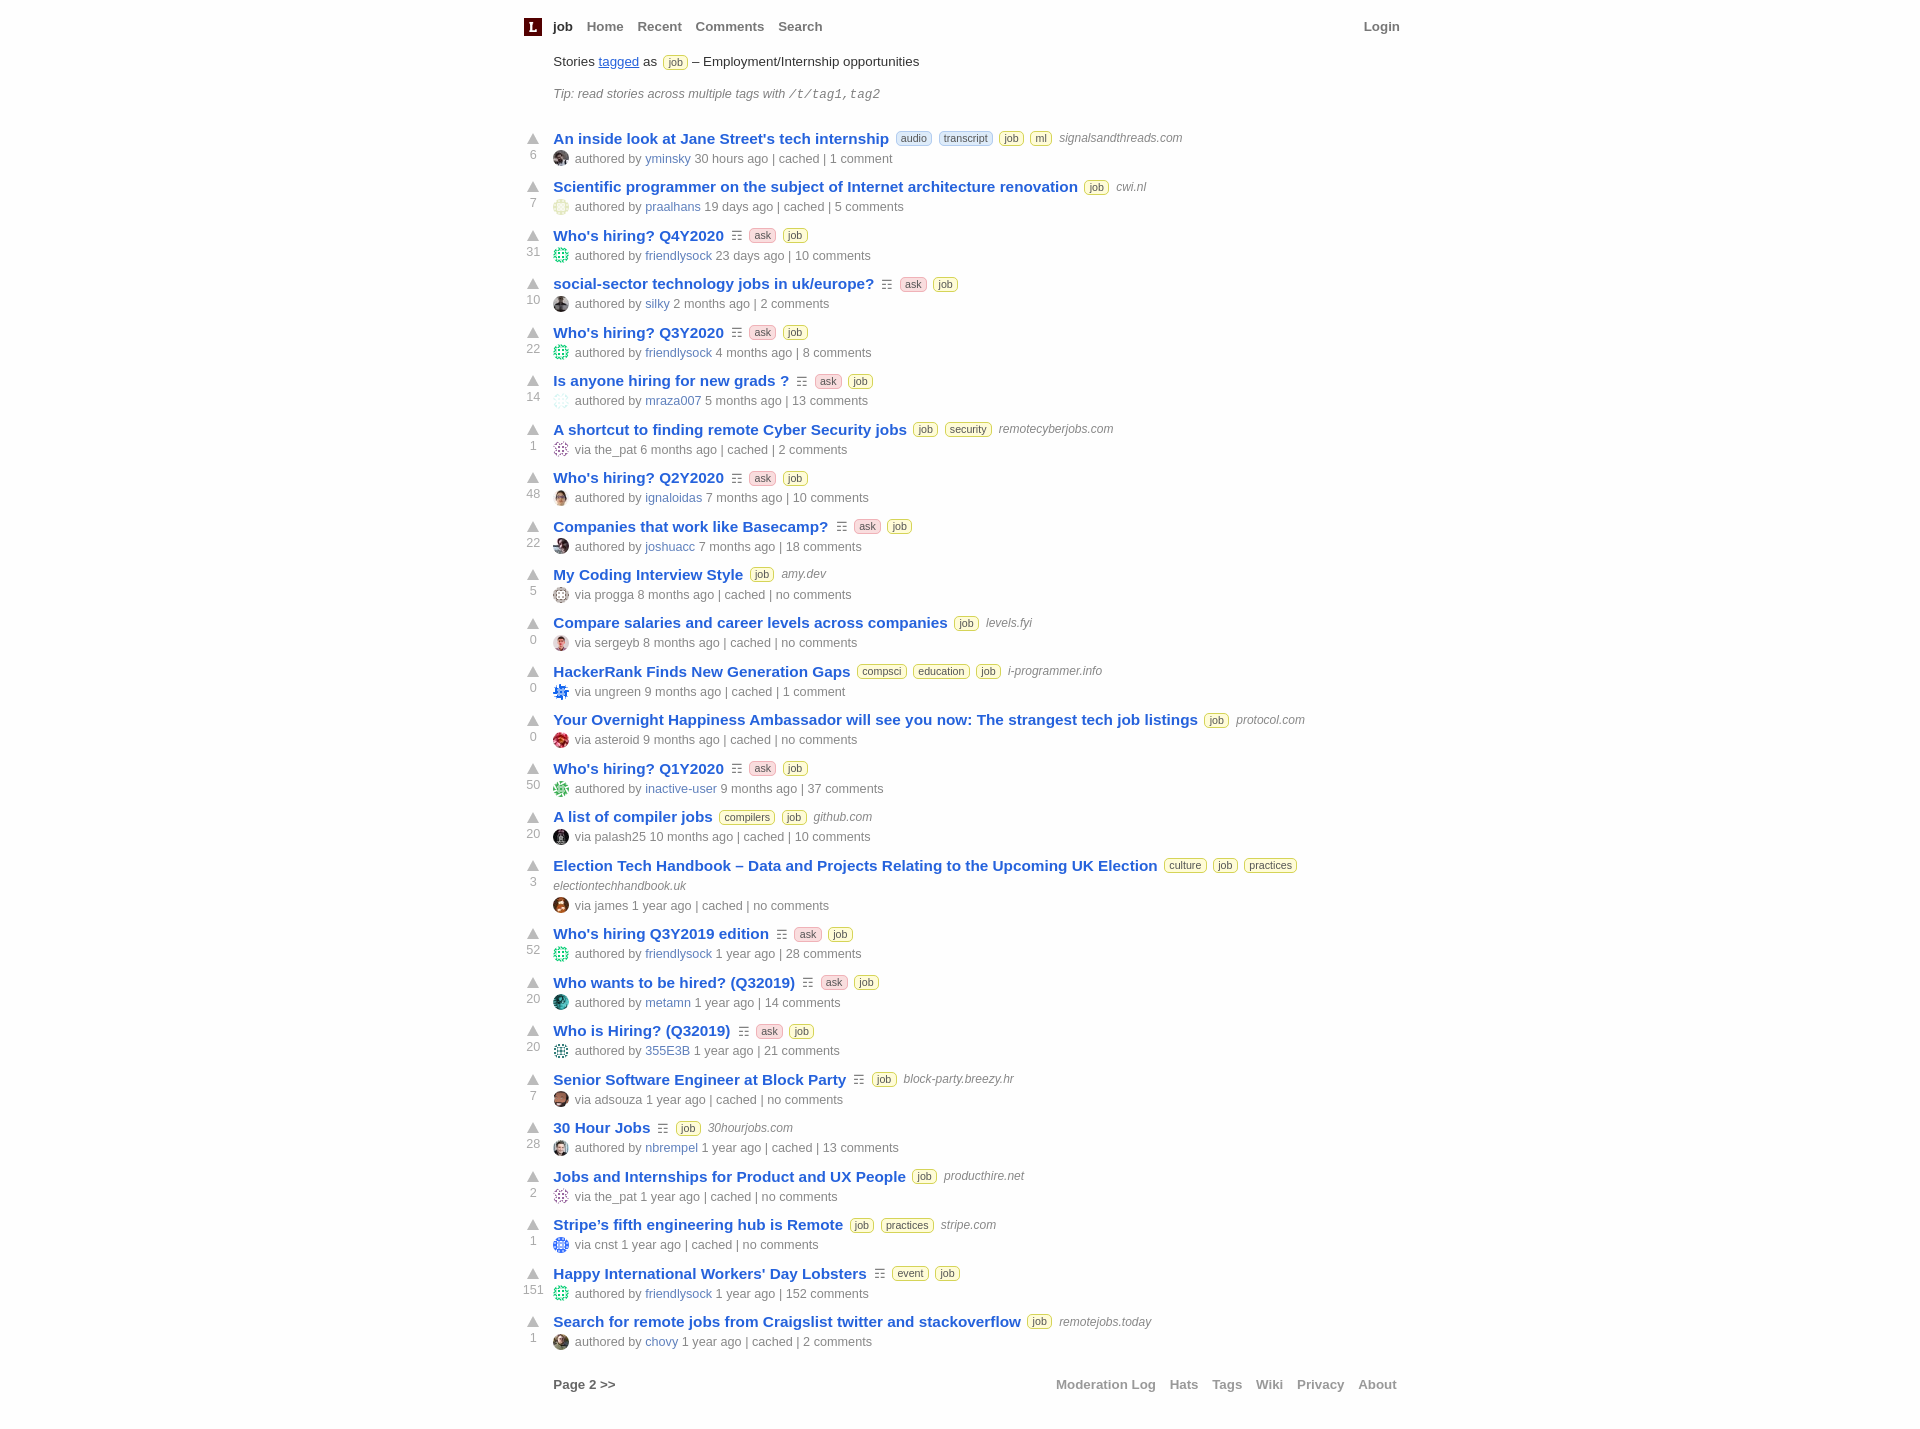 L job Home Recent Comments Search Login
Stories tagged as job – Employment/Internship opportunities
Tip: read stories across multiple tags with /t/tag1,tag2
An inside look at Jane Street's tech internship audio transcript job ml signalsandthreads.com
6 authored by yminsky 30 hours ago | cached | 1 comment
Scientific programmer on the subject of Internet architecture renovation job cwi.nl
7 authored by praalhans 19 days ago | cached | 5 comments
Who's hiring? Q4Y2020 ☶ ask job
31 authored by friendlysock 23 days ago | 10 comments
social-sector technology jobs in uk/europe? ☶ ask job
10 authored by silky 2 months ago | 2 comments
Who's hiring? Q3Y2020 ☶ ask job
22 authored by friendlysock 4 months ago | 8 comments
Is anyone hiring for new grads ? ☶ ask job
14 authored by mraza007 5 months ago | 13 comments
A shortcut to finding remote Cyber Security jobs job security remotecyberjobs.com
1 via the_pat 6 months ago | cached | 2 comments
Who's hiring? Q2Y2020 ☶ ask job
48 authored by ignaloidas 7 months ago | 10 comments
Companies that work like Basecamp? ☶ ask job
22 authored by joshuacc 7 months ago | 18 comments
My Coding Interview Style job amy.dev
5 via progga 8 months ago | cached | no comments
Compare salaries and career levels across companies job levels.fyi
0 via sergeyb 8 months ago | cached | no comments
HackerRank Finds New Generation Gaps compsci education job i-programmer.info
0 via ungreen 9 months ago | cached | 1 comment
Your Overnight Happiness Ambassador will see you now: The strangest tech job listings job protocol.com
0 via asteroid 9 months ago | cached | no comments
Who's hiring? Q1Y2020 ☶ ask job
50 authored by inactive-user 9 months ago | 37 comments
A list of compiler jobs compilers job github.com
20 via palash25 10 months ago | cached | 10 comments
Election Tech Handbook – Data and Projects Relating to the Upcoming UK Election culture job practices
3 electiontechhandbook.uk
via james 1 year ago | cached | no comments
Who's hiring Q3Y2019 edition ☶ ask job
52 authored by friendlysock 1 year ago | 28 comments
Who wants to be hired? (Q32019) ☶ ask job
20 authored by metamn 1 year ago | 14 comments
Who is Hiring? (Q32019) ☶ ask job
20 authored by 355E3B 1 year ago | 21 comments
Senior Software Engineer at Block Party ☶ job block-party.breezy.hr
7 via adsouza 1 year ago | cached | no comments
30 Hour Jobs ☶ job 30hourjobs.com
28 authored by nbrempel 1 year ago | cached | 13 comments
Jobs and Internships for Product and UX People job producthire.net
2 via the_pat 1 year ago | cached | no comments
Stripe’s fifth engineering hub is Remote job practices stripe.com
1 via cnst 1 year ago | cached | no comments
Happy International Workers' Day Lobsters ☶ event job
151 authored by friendlysock 1 year ago | 152 comments
Search for remote jobs from Craigslist twitter and stackoverflow job remotejobs.today
1 authored by chovy 1 year ago | cached | 2 comments
Page 2 >> Moderation Log Hats Tags Wiki Privacy About